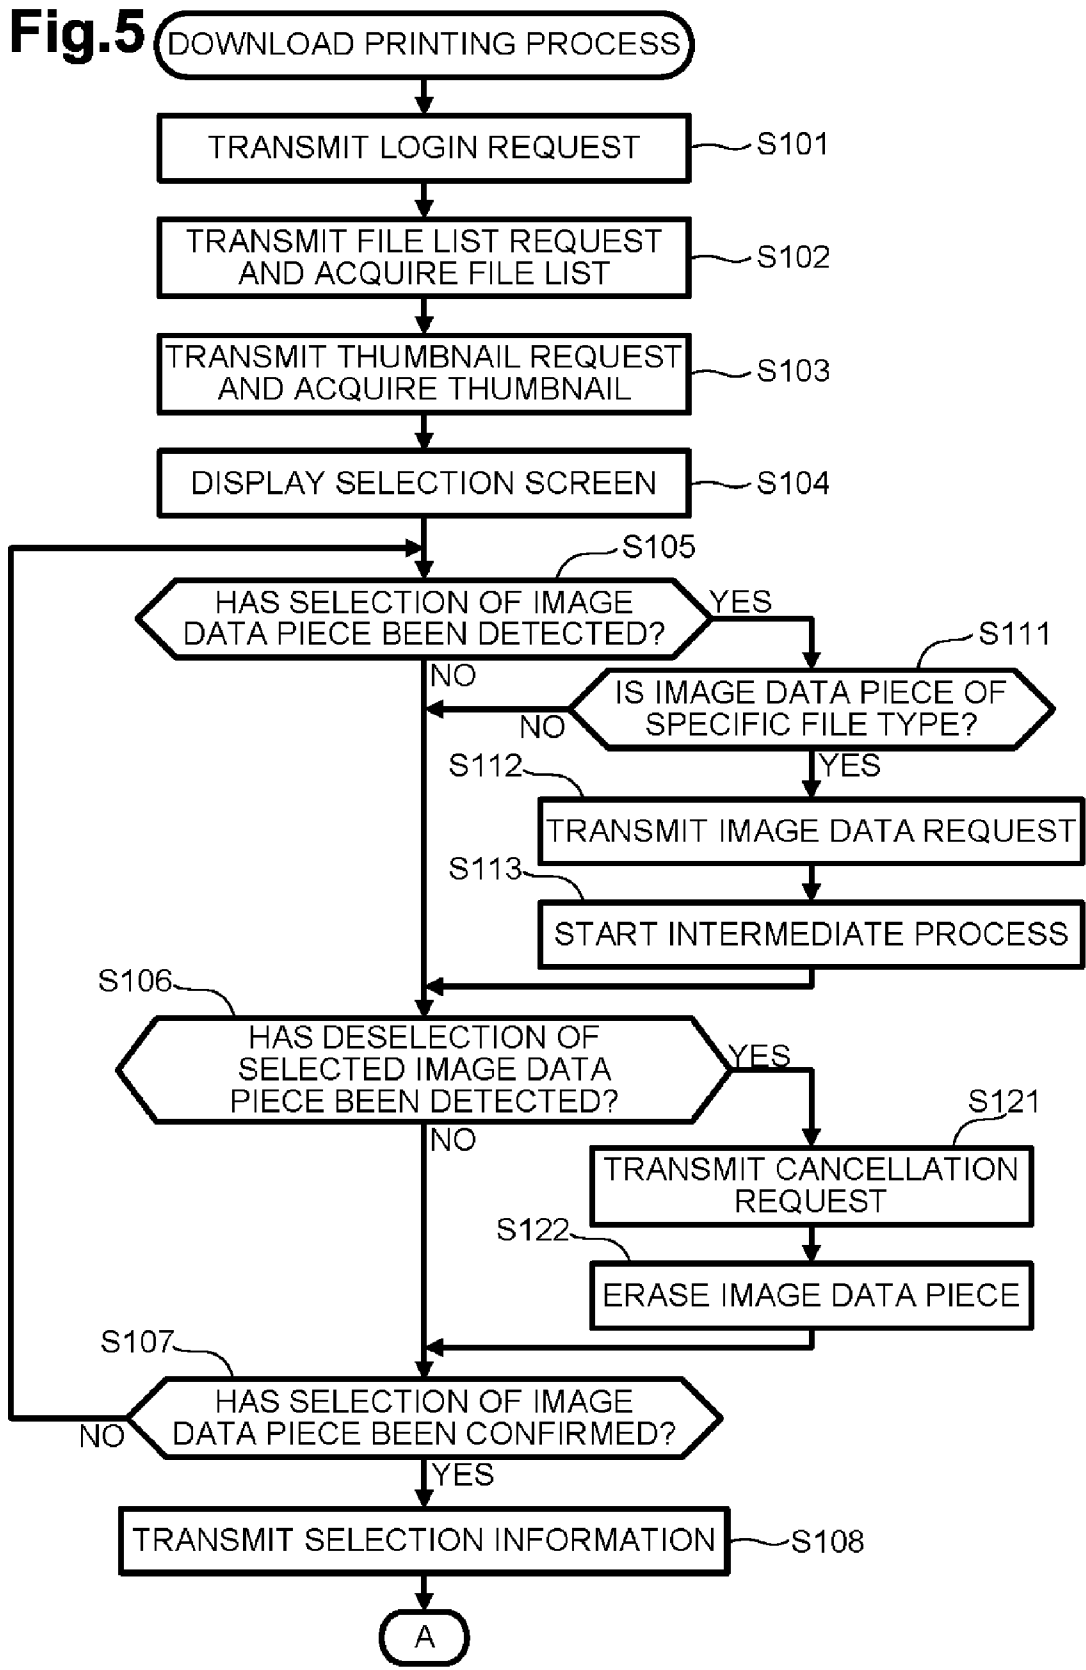 Fig.5
DOWNLOAD PRINTING PROCESS
TRANSMIT LOGIN REQUEST
S101
TRANSMIT FILE LIST REQUEST
AND ACQUIRE FILE LIST
S102
TRANSMIT THUMBNAIL REQUEST
AND ACQUIRE THUMBNAIL
S103
DISPLAY SELECTION SCREEN
S104
S105
HAS SELECTION OF IMAGE
DATA PIECE BEEN DETECTED?
YES
NO
S111
IS IMAGE DATA PIECE OF
SPECIFIC FILE TYPE?
NO
YES
S112
TRANSMIT IMAGE DATA REQUEST
S113
START INTERMEDIATE PROCESS
S106
HAS DESELECTION OF
SELECTED IMAGE DATA
PIECE BEEN DETECTED?
YES
NO
S121
TRANSMIT CANCELLATION
REQUEST
S122
ERASE IMAGE DATA PIECE
S107
HAS SELECTION OF IMAGE
DATA PIECE BEEN CONFIRMED?
NO
YES
TRANSMIT SELECTION INFORMATION
S108
A